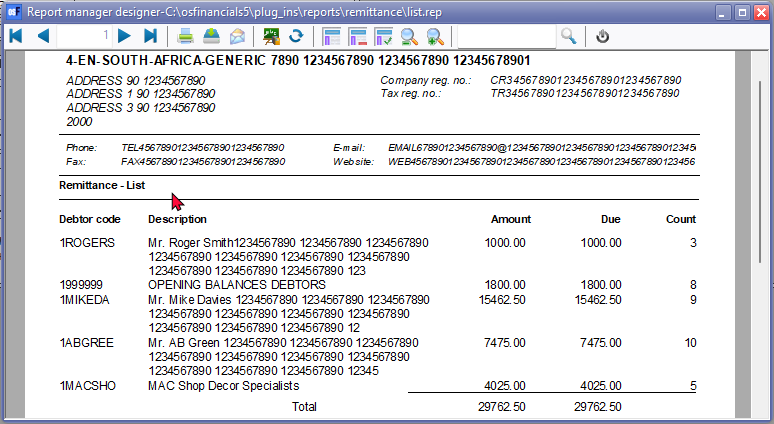 Report manager designer-C:\osfinancials5\plug_ins\reports\remittance\list.rep
1
4-EN-SOUTH-AFRICA-GENERIC 7890 1234567890 1234567890 12345678901
ADDRESS 90 1234567890 Company reg. no.: CR3456789012345678901234567890
ADDRESS 1 90 1234567890 Tax reg. no.: TR3456789012345678901234567890
ADDRESS 3 90 1234567890
2000
Phone: TEL456789012345678901234567890 E-mail: EMAIL678901234567890@1234567890123456789012345
Fax: FAX456789012345678901234567890 Website: WEB4567890123456789012345678901234567890123456
Remittance - List
Debtor code Description Amount Due Count
1ROGERS Mr. Roger Smith1234567890 1234567890 1234567890 1000.00 1000.00 3
1234567890 1234567890 1234567890 1234567890
1234567890 1234567890 1234567890 123
1999999 OPENING BALANCES DEBTORS 1800.00 1800.00 8
1MIKEDA Mr. Mike Davies 1234567890 1234567890 1234567890 15462.50 15462.50 9
1234567890 1234567890 1234567890 1234567890
1234567890 1234567890 1234567890 12
1ABGREE Mr. AB Green 1234567890 1234567890 1234567890 7475.00 7475.00 10
1234567890 1234567890 1234567890 1234567890
1234567890 1234567890 1234567890 12345
1MACSHO MAC Shop Decor Specialists 4025.00 4025.00 5
Total 29762.50 29762.50